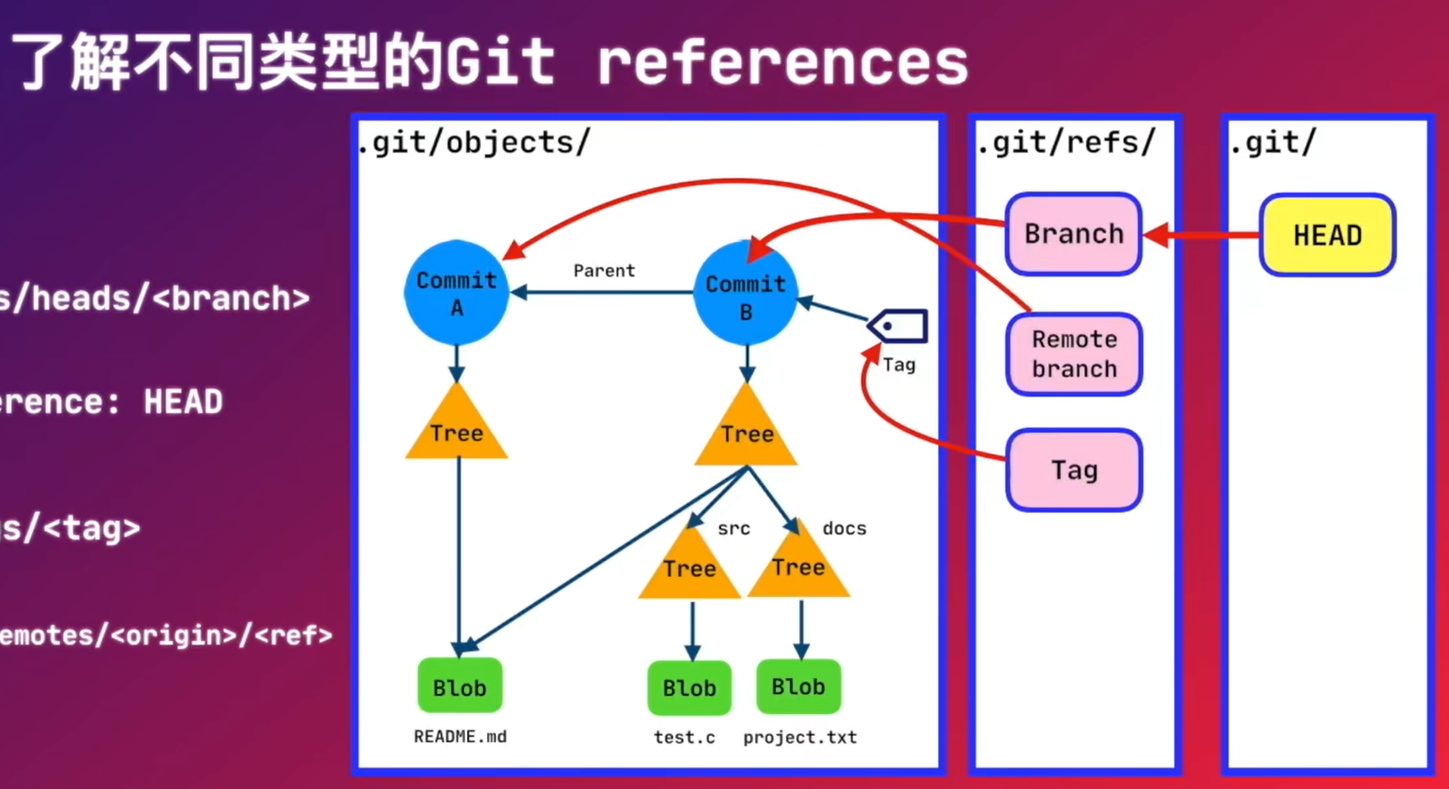 了解不同类型的Git references
s/heads/<branch>
erence: HEAD
gs/<tag>
emotes/<origin>/<ref>
.git/objects/
Commit
A
Parent
Commit
B
Tag
Tree
Tree
src
docs
Tree
Tree
Blob
Blob
Blob
README.md
test.c
project.txt
.git/refs/
Branch
Remote
branch
Tag
.git/
HEAD